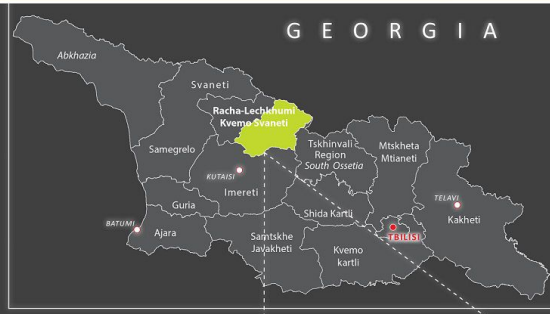 GEORGIA
Abkhazia
Svaneti
Racha-Lechkhumi
Kvemo Svaneti
Samegrelo
Tskhinvali
Region
South Ossetia
Mtskheta
Mtianeti
KUTAISI
Imereti
TELAVI
Kakheti
Guria
Shida Kartli
BATUMI
Ajara
TBILISI
Samtskhe
Javakheti
Kvemo
kartli